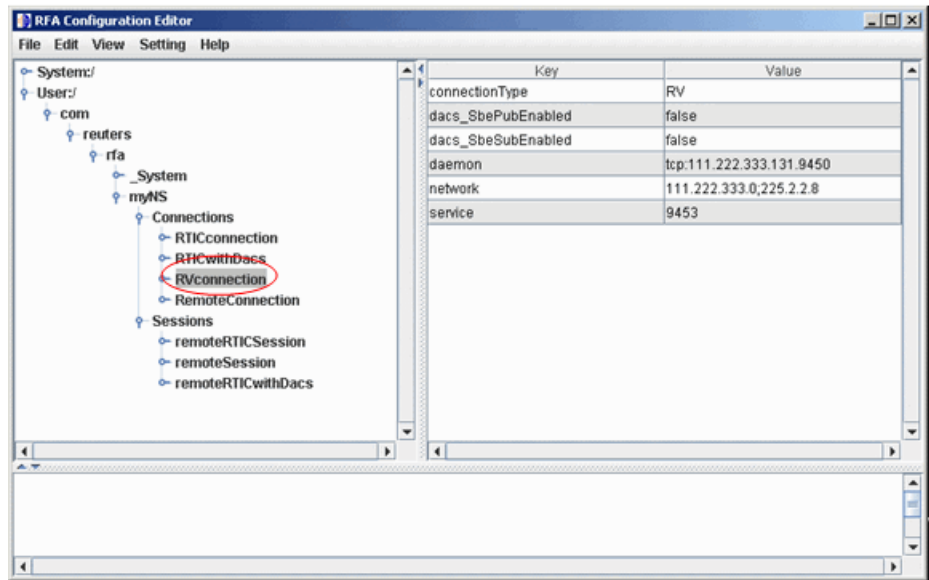 RFA Configuration Editor
File Edit View Setting Help
System:/
User:/
com
reuters
rfa
_System
myNS
Connections
RTICconnection
RTICwithDacs
RVconnection
RemoteConnection
Sessions
remoteRTICSession
remoteSession
remoteRTICwithDacs
Key Value
connectionType RV
dacs_SbePubEnabled false
dacs_SbeSubEnabled false
daemon tcp:111.222.333.131.9450
network 111.222.333.0;225.2.2.8
service 9453